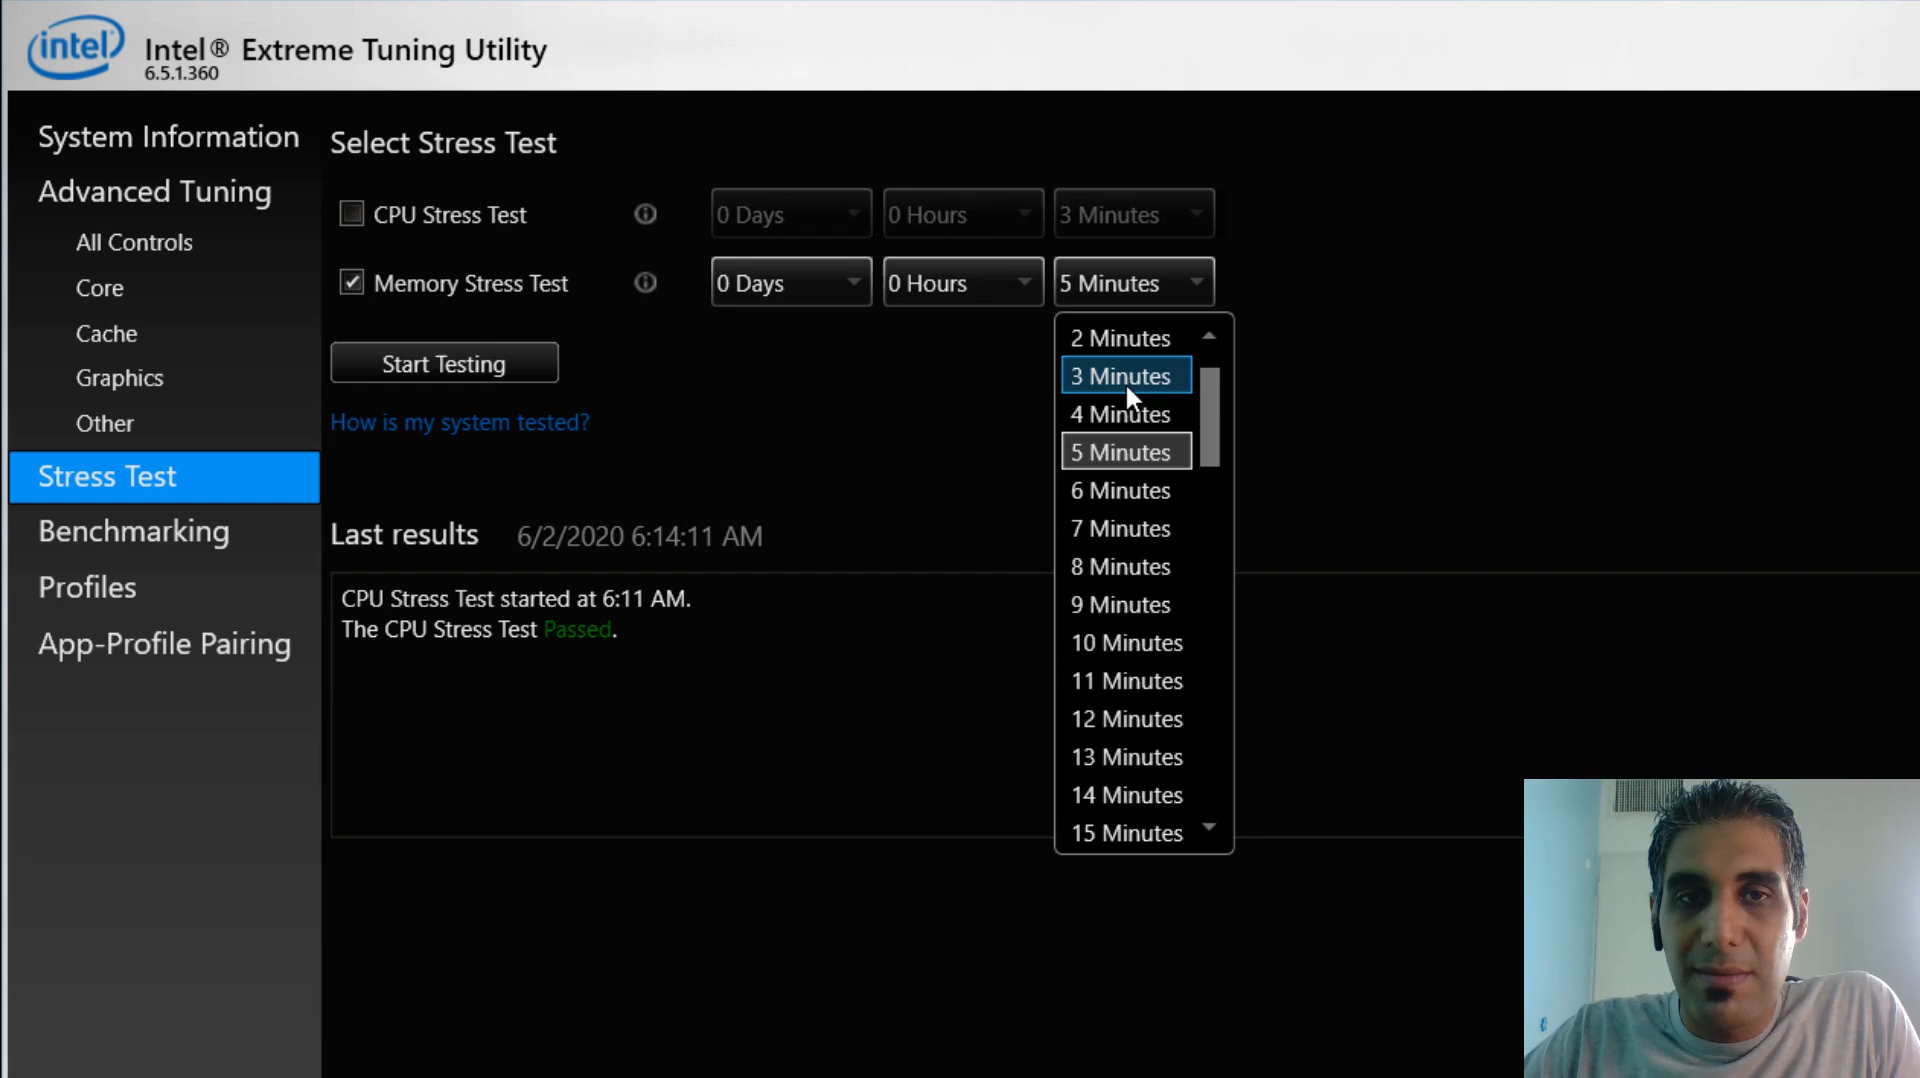 intel
Intel® Extreme Tuning Utility
6.5.1.360
System Information
Advanced Tuning
All Controls
Core
Cache
Graphics
Other
Stress Test
Benchmarking
Profiles
App-Profile Pairing
Select Stress Test
CPU Stress Test 0 Days 0 Hours 3 Minutes
Memory Stress Test 0 Days 0 Hours 5 Minutes
Start Testing
How is my system tested?
2 Minutes
3 Minutes
4 Minutes
5 Minutes
6 Minutes
7 Minutes
8 Minutes
9 Minutes
10 Minutes
11 Minutes
12 Minutes
13 Minutes
14 Minutes
15 Minutes
Last results 6/2/2020 6:14:11 AM
CPU Stress Test started at 6:11 AM.
The CPU Stress Test Passed.